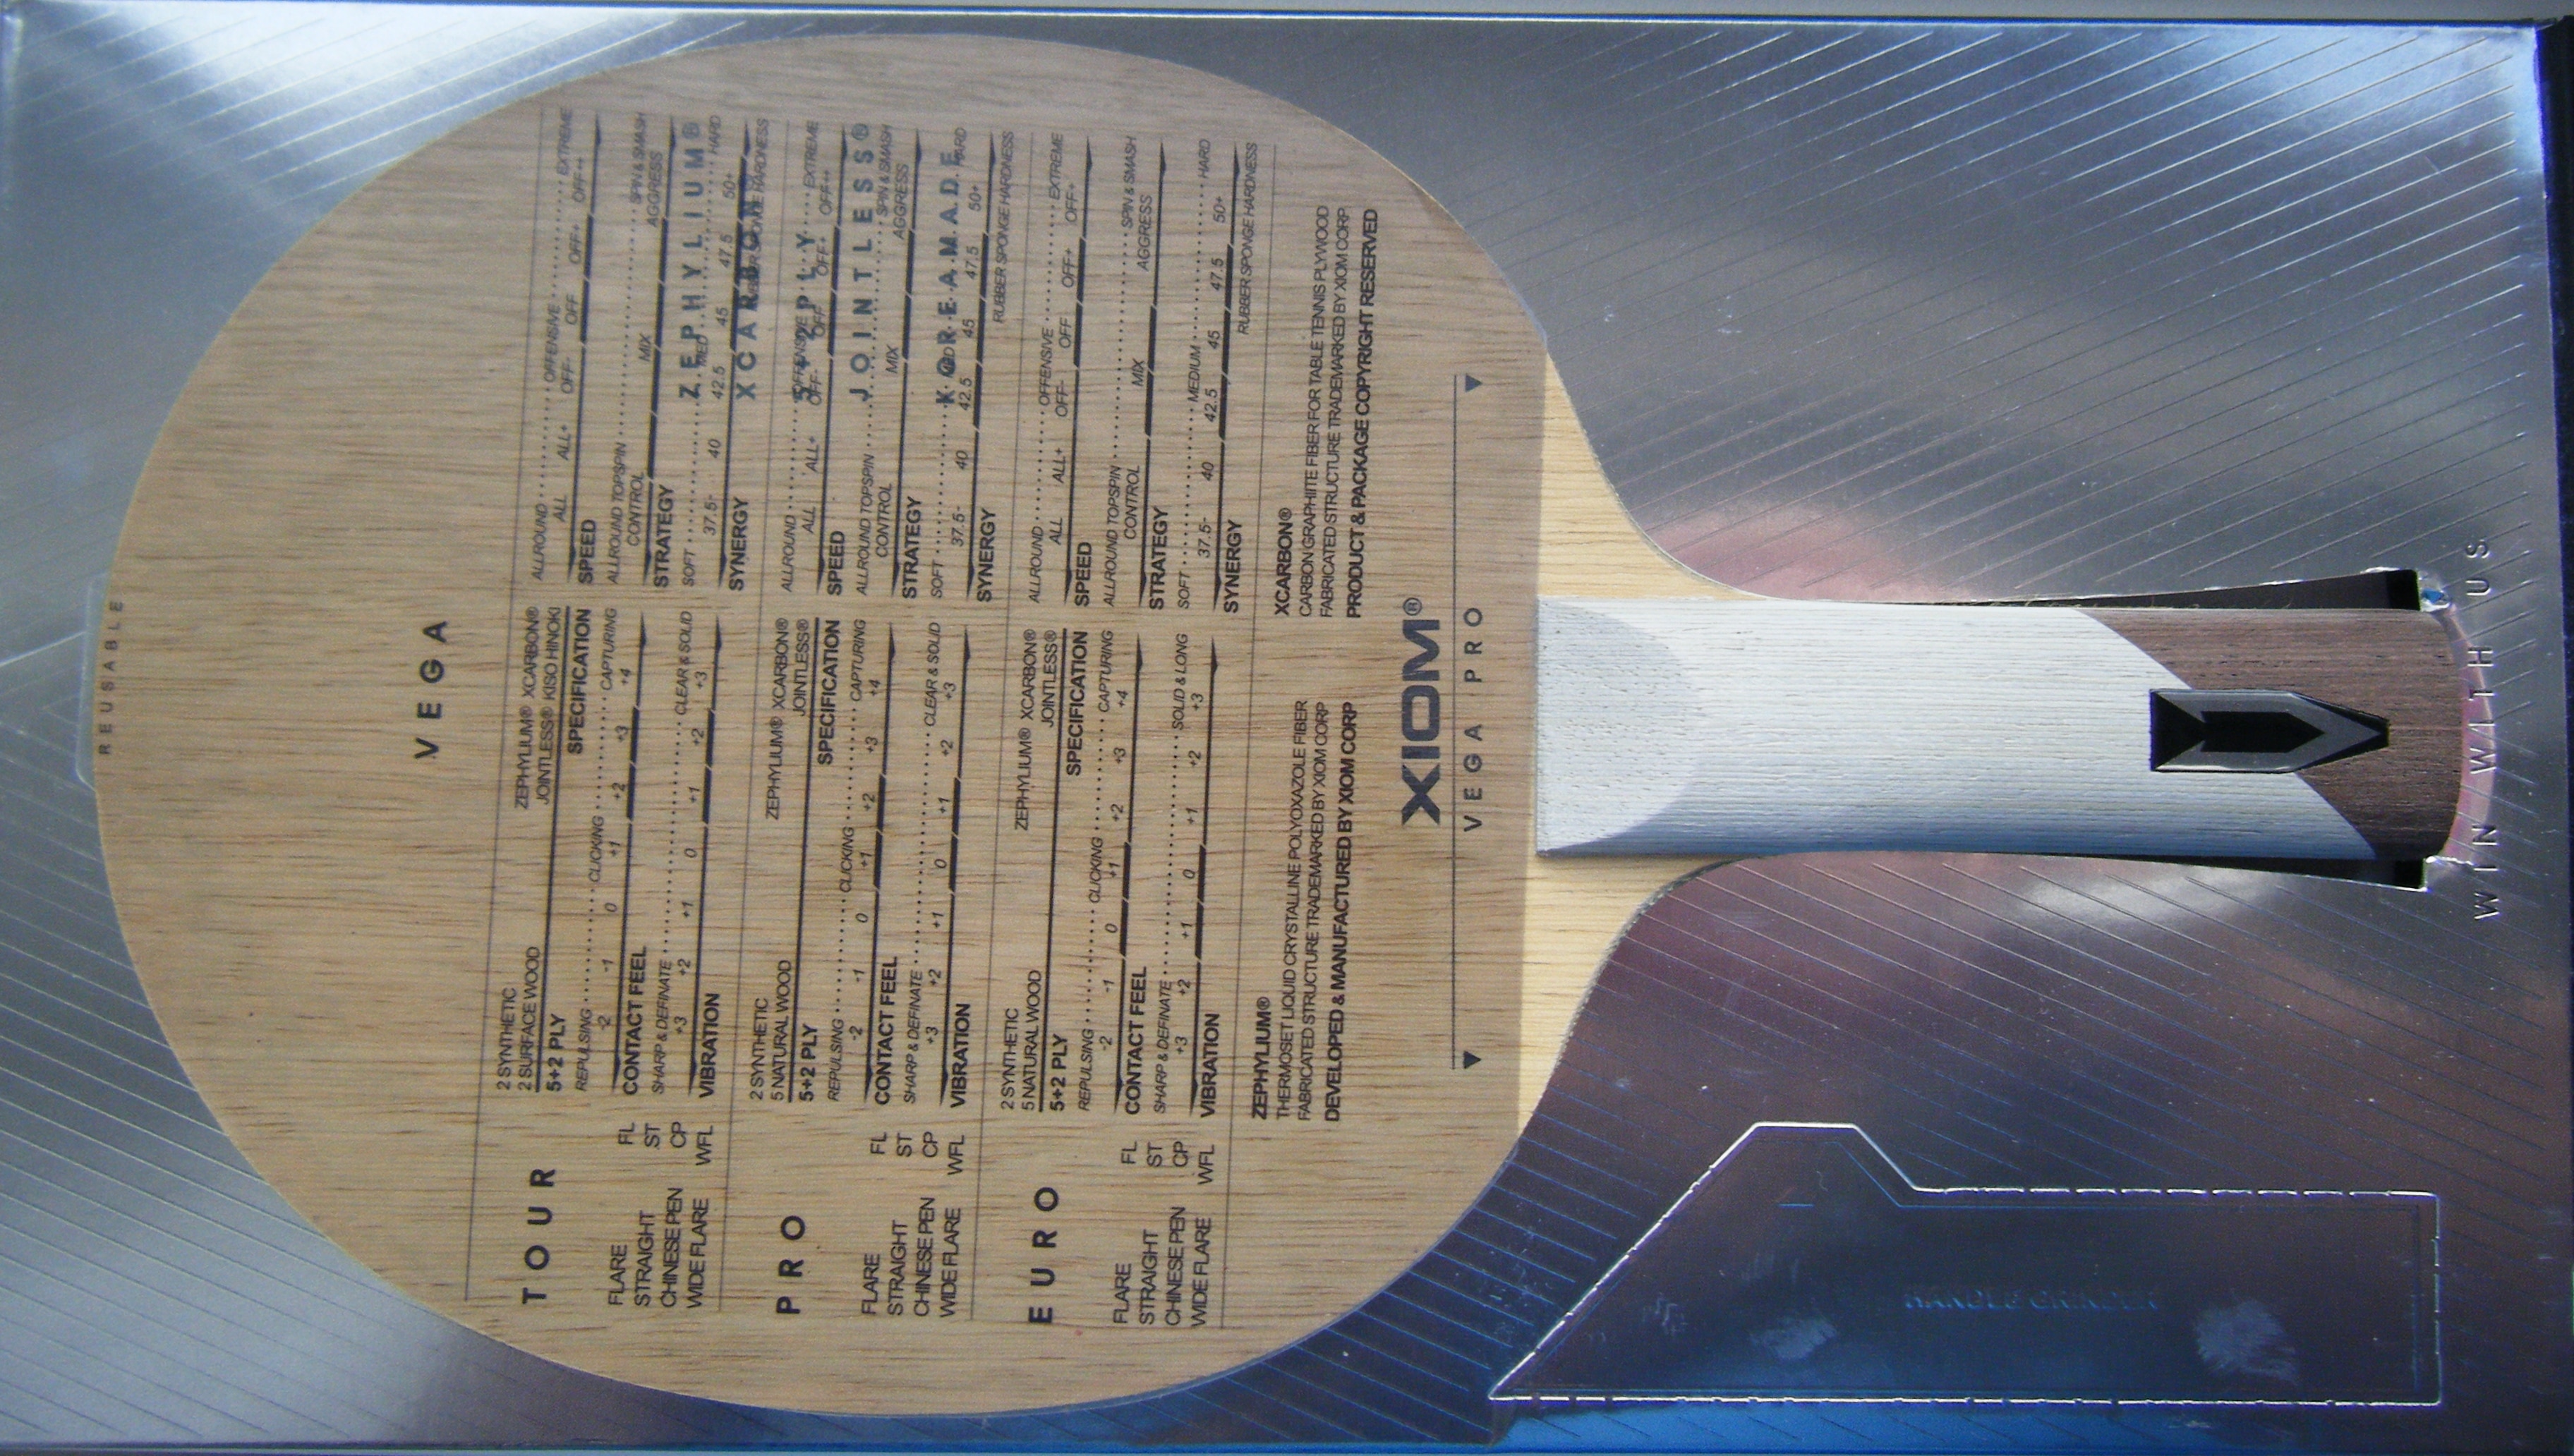 REUSABLE
VEGA
TOUR
FLARE FL
STRAIGHT ST
CHINESE PEN CP
WIDE FLARE WFL
2 SYNTHETIC ZEPHYLIUM® XCARBON®
2 SURFACE WOOD JOINTLESS® KISO HINOKI
5+2 PLY SPECIFICATION
REPULSING CLICKING CAPTURING
-2 -1 0 +1 +2 +3 +4
CONTACT FEEL
SHARP & DEFINATE CLEAR & SOLID
+3 +2 +1 0 +1 +2 +3
VIBRATION
ALLROUND OFFENSIVE EXTREME
ALL ALL+ OFF- OFF OFF+ OFF++
SPEED
ALLROUND TOPSPIN SPIN & SMASH
CONTROL MIX AGGRESS
STRATEGY
ZEPHYLIUM®
SOFT MED HARD
37.5- 40 42.5 45 47.5 50+
SYNERGY RUBBER SPONGE HARDNESS
XCARBON®
PRO
FLARE FL
STRAIGHT ST
CHINESE PEN CP
WIDE FLARE WFL
2 SYNTHETIC ZEPHYLIUM® XCARBON®
5 NATURAL WOOD JOINTLESS®
5+2 PLY SPECIFICATION
REPULSING CLICKING CAPTURING
-2 -1 0 +1 +2 +3 +4
CONTACT FEEL
SHARP & DEFINATE CLEAR & SOLID
+3 +2 +1 0 +1 +2 +3
VIBRATION
ALLROUND OFFENSIVE EXTREME
5+2PLY
ALL ALL+ OFF- OFF OFF+ OFF++
SPEED
JOINTLESS®
ALLROUND TOPSPIN SPIN & SMASH
CONTROL MIX AGGRESS
STRATEGY
KOREAMADE
SOFT HARD
37.5- 40 42.5 45 47.5 50+
SYNERGY RUBBER SPONGE HARDNESS
EURO
FLARE FL
STRAIGHT ST
CHINESE PEN CP
WIDE FLARE WFL
2 SYNTHETIC ZEPHYLIUM® XCARBON®
5 NATURAL WOOD JOINTLESS®
5+2 PLY SPECIFICATION
REPULSING CLICKING CAPTURING
-2 -1 0 +1 +2 +3 +4
CONTACT FEEL
SHARP & DEFINATE SOLID & LONG
+3 +2 +1 0 +1 +2 +3
VIBRATION
ALLROUND OFFENSIVE EXTREME
ALL ALL+ OFF- OFF OFF+ OFF+
SPEED
ALLROUND TOPSPIN SPIN & SMASH
CONTROL MIX AGGRESS
STRATEGY
SOFT MEDIUM HARD
37.5- 40 42.5 45 47.5 50+
SYNERGY RUBBER SPONGE HARDNESS
ZEPHYLIUM®
THERMOSET LIQUID CRYSTALLINE POLYOXAZOLE FIBER
FABRICATED STRUCTURE TRADEMARKED BY XIOM CORP
DEVELOPED & MANUFACTURED BY XIOM CORP
XCARBON®
CARBON GRAPHITE FIBER FOR TABLE TENNIS PLYWOOD
FABRICATED STRUCTURE TRADEMARKED BY XIOM CORP.
PRODUCT & PACKAGE COPYRIGHT RESERVED
XIOM®
VEGA PRO
HANDLE GRINDER
WIN WITH US